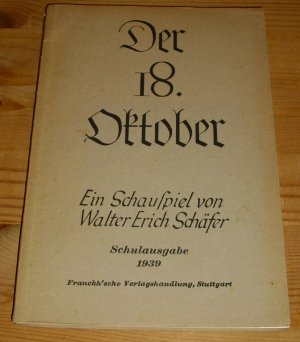 Der
18.
Oktober
Ein Schauſpiel von
Walter Erich Schäfer
Schulausgabe
1939
Franckh'sche Verlagshandlung, Stuttgart